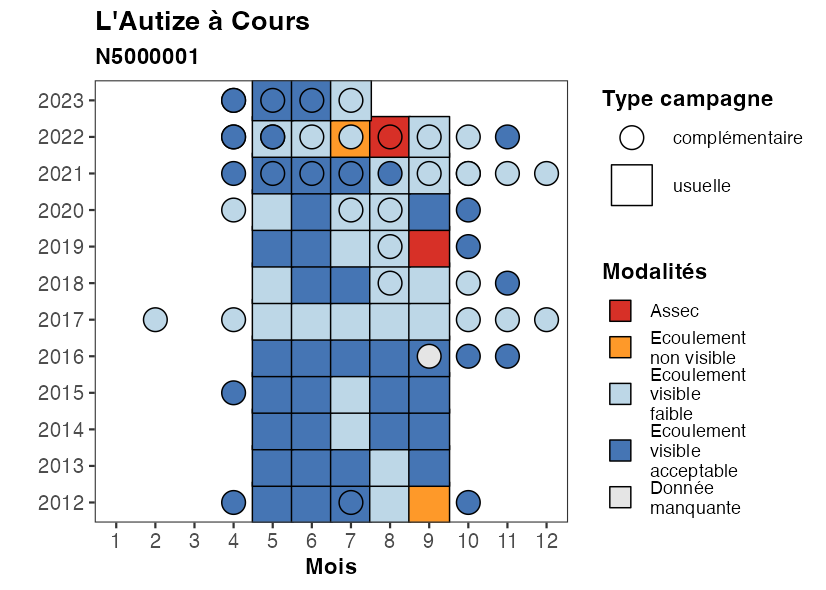 L'Autize à Cours
N5000001
2023
2022
2021
2020
2019
2018
2017
2016
2015
2014
2013
2012
1 2 3 4 5 6 7 8 9 10 11 12
Mois
Type campagne
complémentaire
usuelle
Modalités
Assec
Ecoulement
non visible
Ecoulement
visible
faible
Ecoulement
visible
acceptable
Donnée
manquante